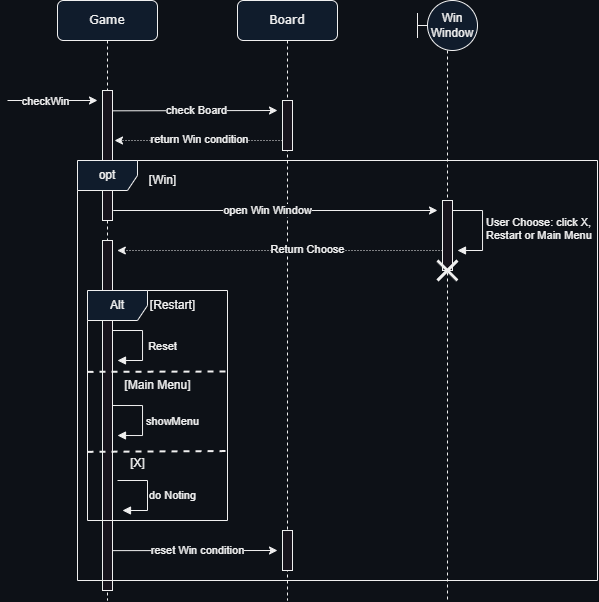 Game
Board
Win
Window
checkWin
check Board
return Win condition
opt
[Win]
open Win Window
User Choose: click X,
Restart or Main Menu
Return Choose
Alt
[Restart]
Reset
[Main Menu]
showMenu
[X]
do Noting
reset Win condition